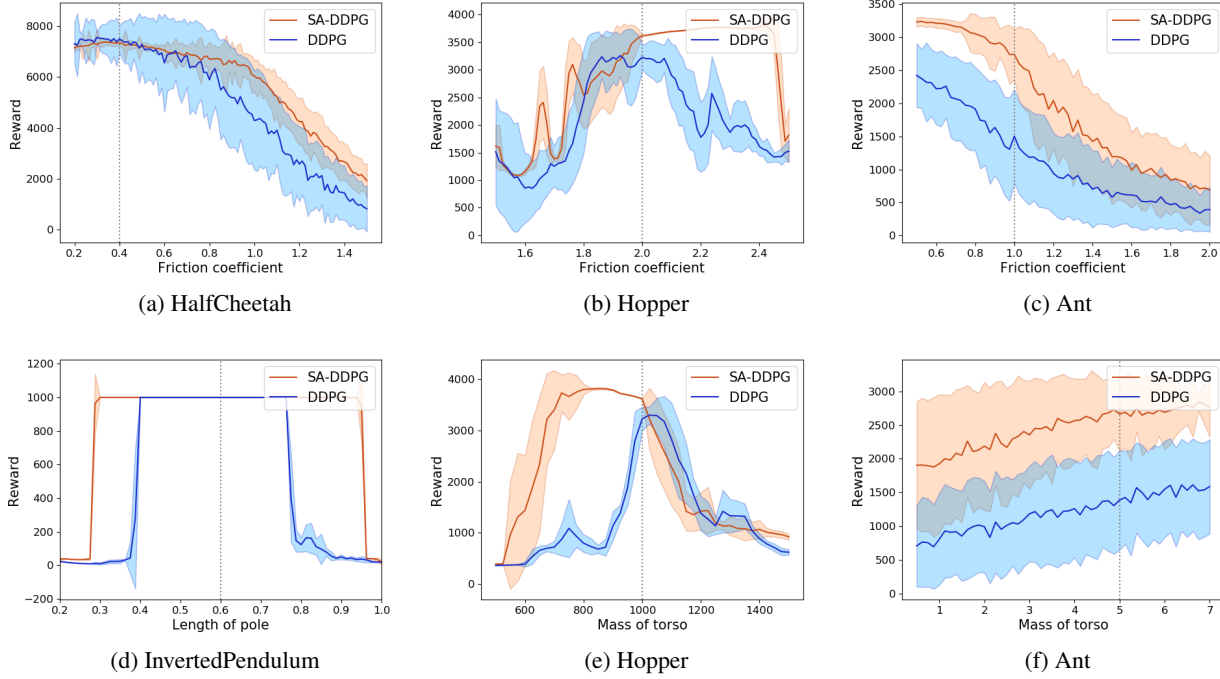 SA-DDPG
DDPG
Reward
8000
6000
4000
2000
0
0.2 0.4 0.6 0.8 1.0 1.2 1.4
Friction coefficient
(a) HalfCheetah
SA-DDPG
DDPG
Reward
4000
3500
3000
2500
2000
1500
1000
500
0
1.6 1.8 2.0 2.2 2.4
Friction coefficient
(b) Hopper
SA-DDPG
DDPG
Reward
3500
3000
2500
2000
1500
1000
500
0
0.6 0.8 1.0 1.2 1.4 1.6 1.8 2.0
Friction coefficient
(c) Ant
SA-DDPG
DDPG
Reward
1200
1000
800
600
400
200
0
−200
0.2 0.3 0.4 0.5 0.6 0.7 0.8 0.9 1.0
Length of pole
(d) InvertedPendulum
SA-DDPG
DDPG
Reward
4000
3000
2000
1000
0
600 800 1000 1200 1400
Mass of torso
(e) Hopper
SA-DDPG
DDPG
Reward
3000
2500
2000
1500
1000
500
0
1 2 3 4 5 6 7
Mass of torso
(f) Ant